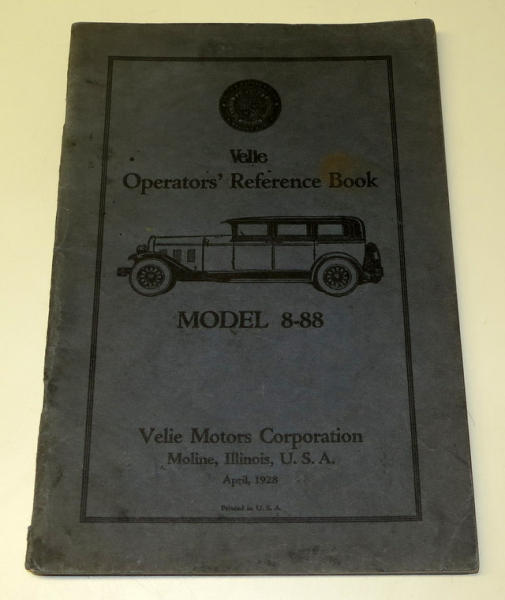 Velie
Operators' Reference Book
MODEL 8-88
Velie Motors Corporation
Moline, Illinois, U. S. A.
April, 1928
Printed in U. S. A.